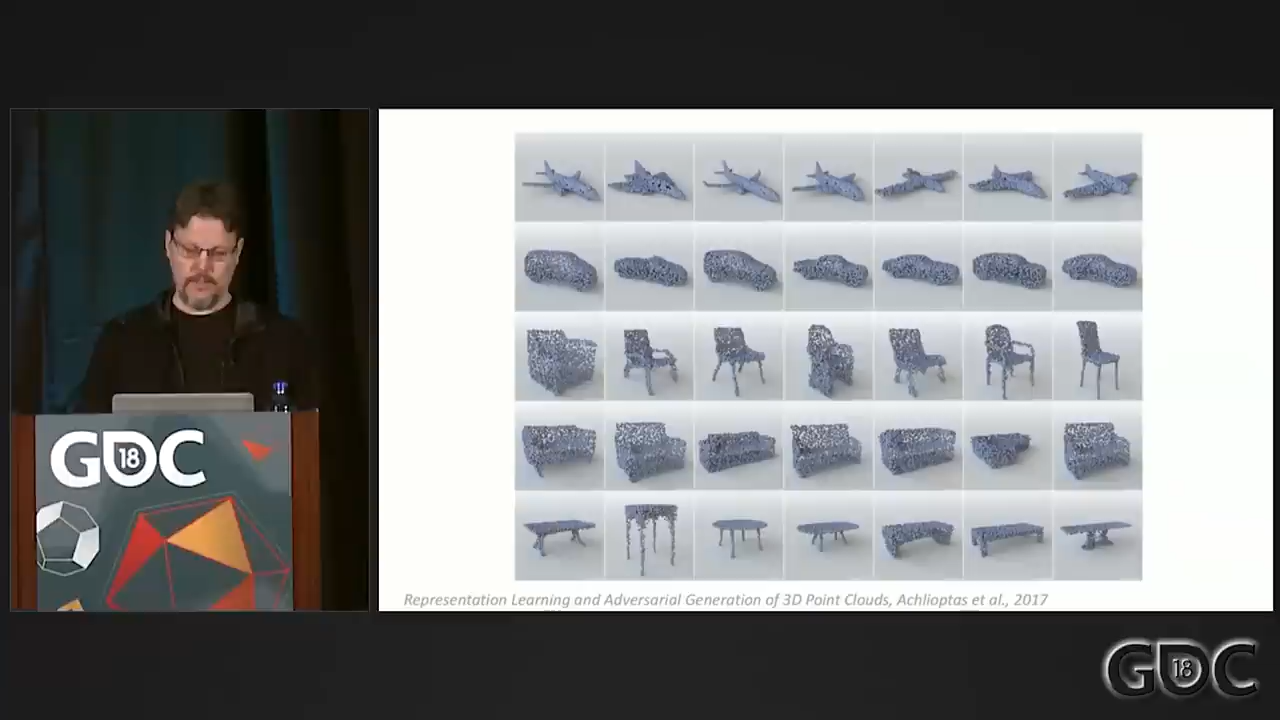 GDC
18
Representation Learning and Adversarial Generation of 3D Point Clouds, Achlioptas et al., 2017
GDC
18